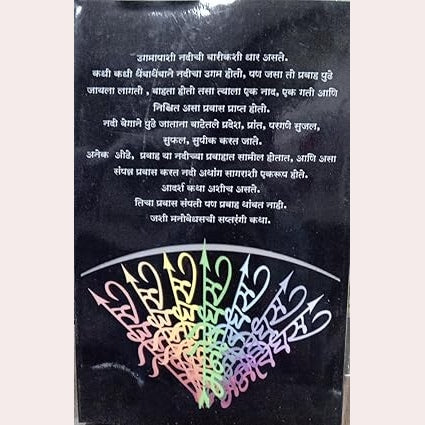 उगमापाशी नदीची बारीकशी धार असते.
कधी कधी थेंबाथेंबाने नदीचा उगम होतो, पण जसा तो प्रवाह पुढे
जायला लागतो, वाहता होतो तसा त्याला एक नाव, एक गती आणि
निश्चित असा प्रवास प्राप्त होतो.
नदी वेगाने पुढे जाताना वाटेतले प्रदेश, प्रांत, परगणे सुजल,
सुफल, सुपीक करत जाते.
अनेक ओढे, प्रवाह या नदीच्या प्रवाहात सामील होतात, आणि असा
संपन्न प्रवास करत नदी अथांग सागराशी एकरूप होते.
आदर्श कथा अशीच असते.
तिचा प्रवास संपतो पण प्रवाह थांबत नाही.
जशी मनोवेधसची सप्तरंगी कथा.